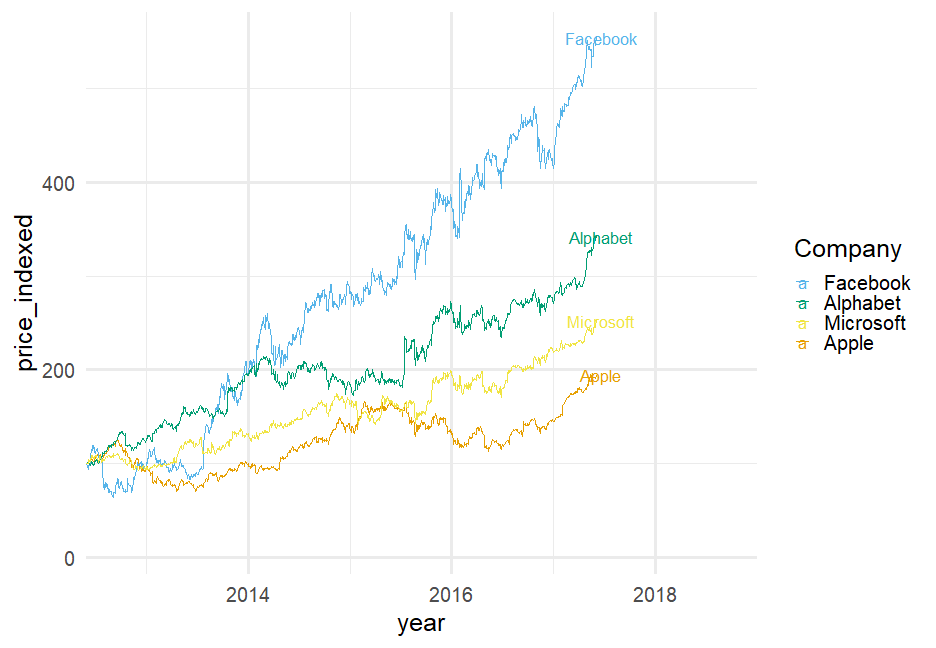 Facebook
Alphabet
Microsoft
Apple
400
200
0
price_indexed
2014
2016
2018
year
Company
a Facebook
a Alphabet
a Microsoft
a Apple